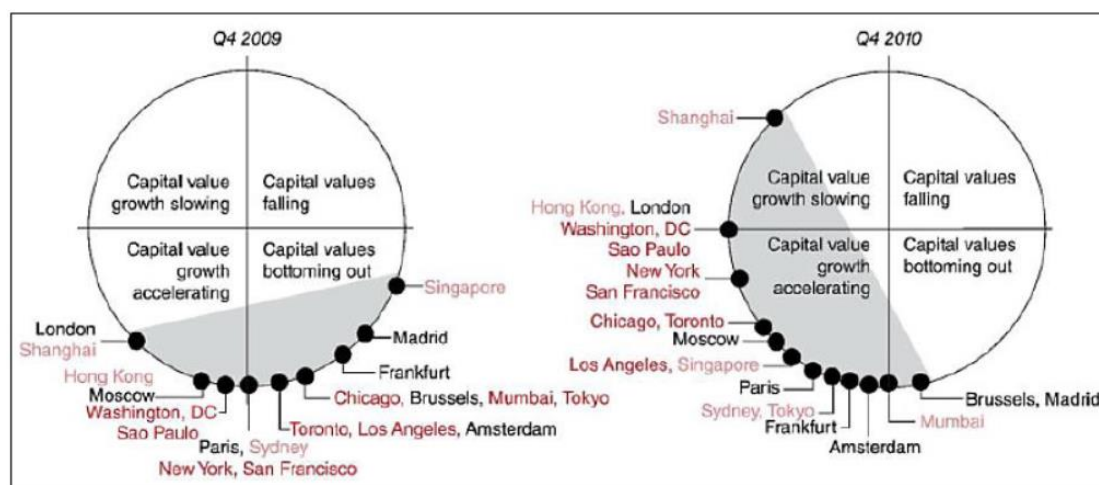 Q4 2009
Capital value
growth slowing
Capital values
falling
Capital value
growth
accelerating
Capital values
bottoming out
Singapore
Madrid
Frankfurt
Chicago, Brussels, Mumbai, Tokyo
Toronto, Los Angeles, Amsterdam
Paris, Sydney
New York, San Francisco
London
Shanghai
Hong Kong
Moscow
Washington, DC
Sao Paulo
Q4 2010
Shanghai
Capital value
growth slowing
Capital values
falling
Capital value
growth
accelerating
Capital values
bottoming out
Hong Kong, London
Washington, DC
Sao Paulo
New York
San Francisco
Chicago, Toronto
Moscow
Los Angeles, Singapore
Paris
Sydney, Tokyo
Frankfurt
Amsterdam
Mumbai
Brussels, Madrid